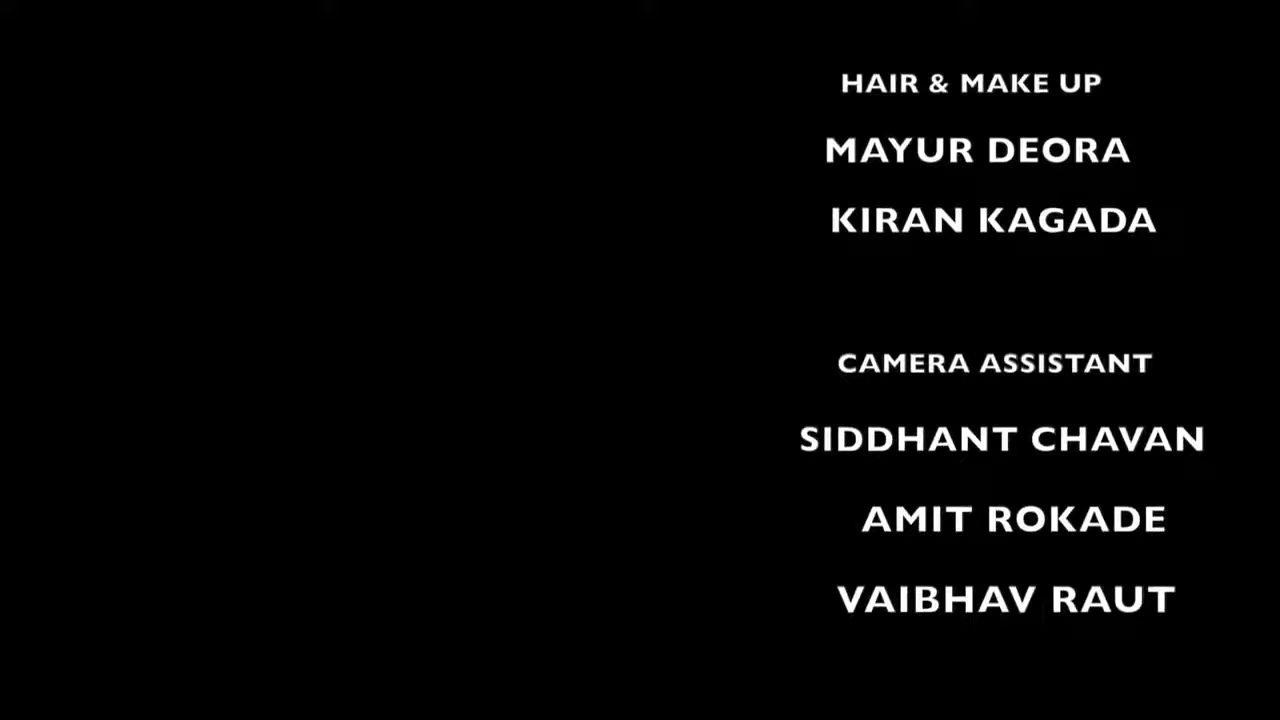 HAIR & MAKE UP
MAYUR DEORA
KIRAN KAGADA
CAMERA ASSISTANT
SIDDHANT CHAVAN
AMIT ROKADE
VAIBHAV RAUT